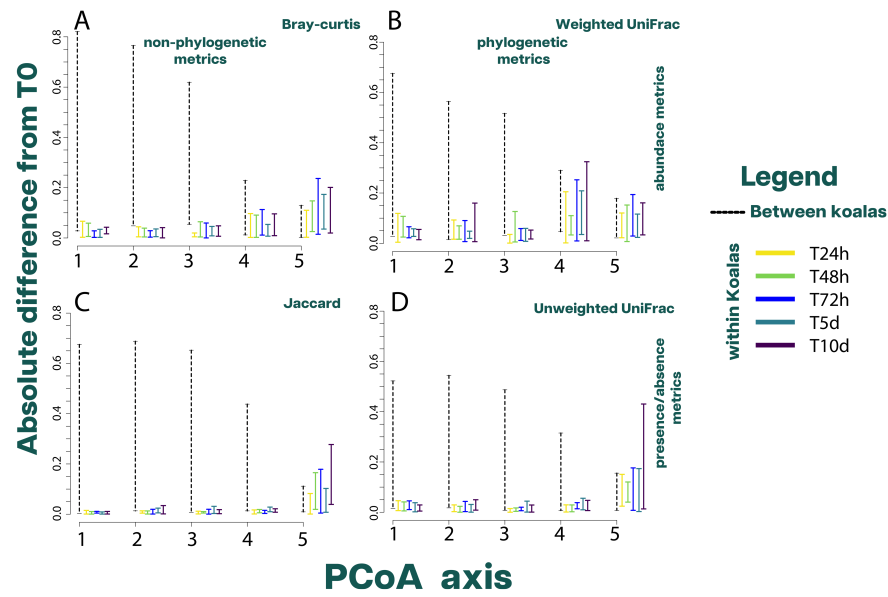 A
Bray-curtis
non-phylogenetic
metrics
0.0
0.2
0.4
0.6
0.8
1
2
3
4
5
B
Weighted UniFrac
phylogenetic
metrics
0.0
0.2
0.4
0.6
0.8
1
2
3
4
5
abundace metrics
Absolute difference from T0
C
Jaccard
0.0
0.2
0.4
0.6
0.8
1
2
3
4
5
D
Unweighted UniFrac
0.0
0.2
0.4
0.6
0.8
1
2
3
4
5
presence/absence
metrics
PCoA axis
Legend
Between koalas
within Koalas
T24h
T48h
T72h
T5d
T10d